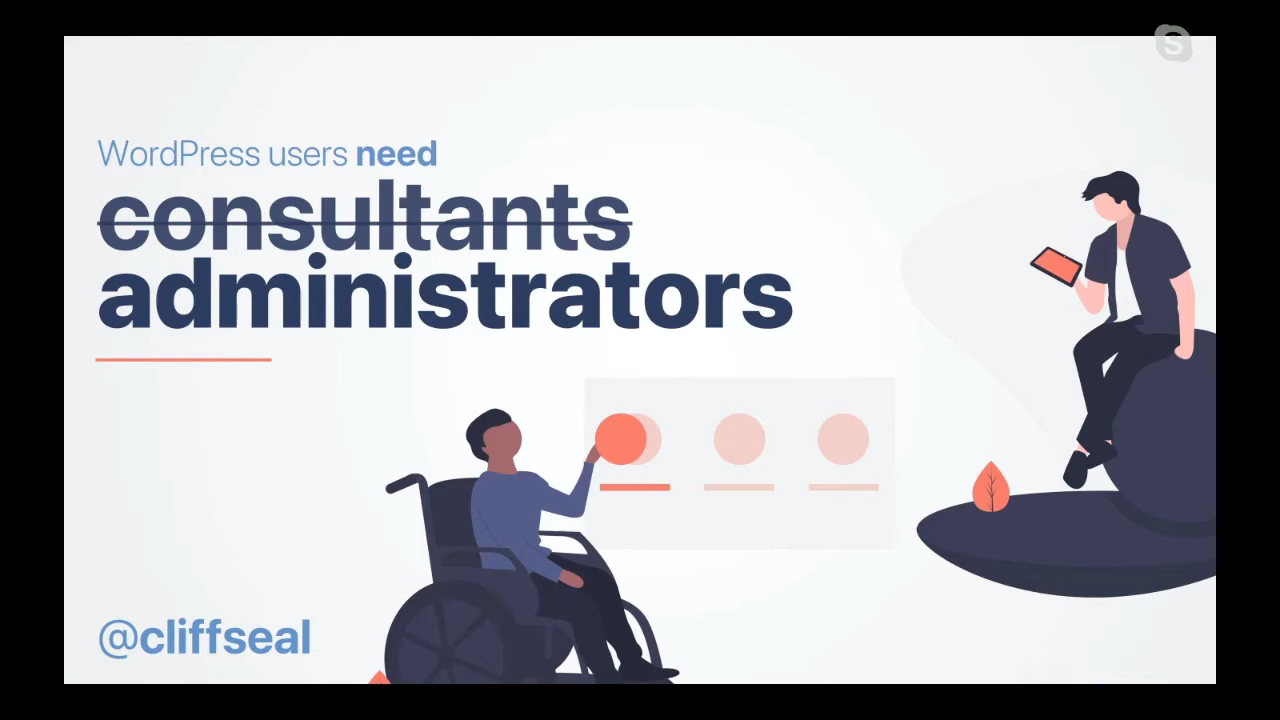 WordPress users need
consultants
administrators
@cliffseal